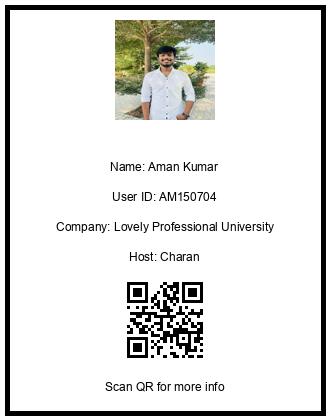 Name: Aman Kumar
User ID: AM150704
Company: Lovely Professional University
Host: Charan
Scan QR for more info